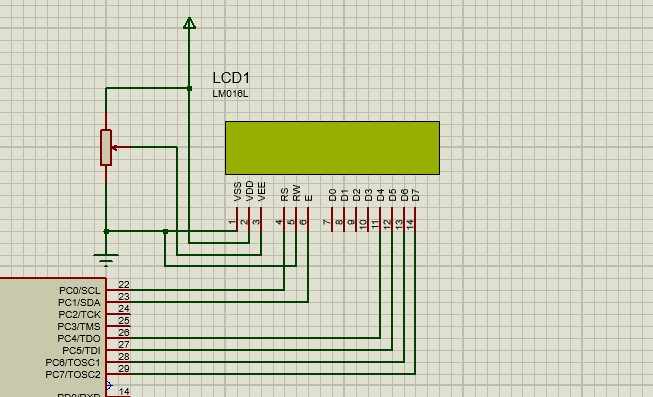 LCD1
LM016L
VSS VDD VEE RS RW E D0 D1 D2 D3 D4 D5 D6 D7
1 2 3 4 5 6 7 8 9 10 11 12 13 14
PC0/SCL 22
PC1/SDA 23
PC2/TCK 24
PC3/TMS 25
PC4/TDO 26
PC5/TDI 27
PC6/TOSC1 28
PC7/TOSC2 29
PD0/RXD 14